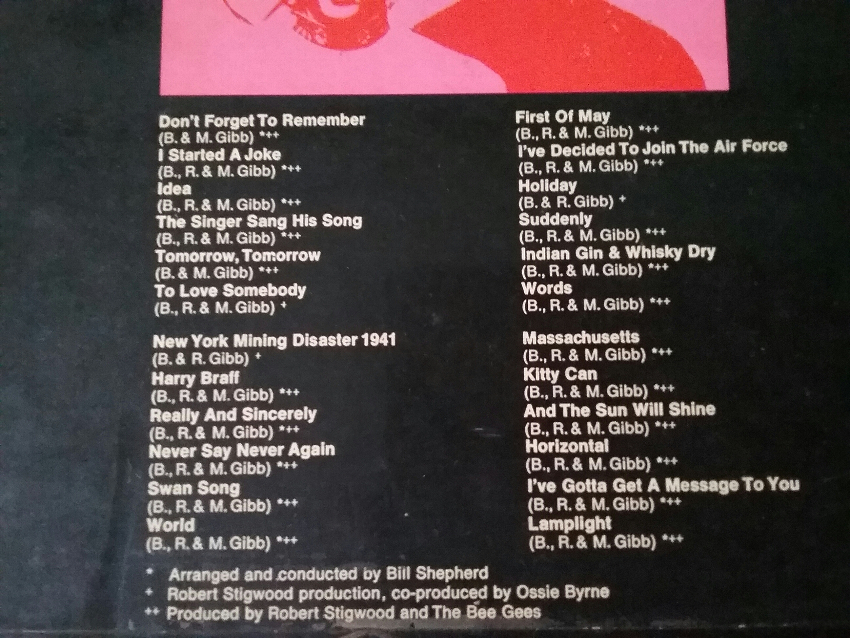 Don't Forget To Remember
(B. & M. Gibb) *++
I Started A Joke
(B., R. & M. Gibb) *++
Idea
(B., R. & M. Gibb) *++
The Singer Sang His Song
(B., R. & M. Gibb) *++
Tomorrow, Tomorrow
(B. & M. Gibb) *++
To Love Somebody
(B., R. & M. Gibb) +
New York Mining Disaster 1941
(B. & R. Gibb) +
Harry Braff
(B., R. & M. Gibb) *++
Really And Sincerely
(B., R. & M. Gibb) *++
Never Say Never Again
(B., R. & M. Gibb) *++
Swan Song
(B., R. & M. Gibb) *++
World
(B., R. & M. Gibb) *++
First Of May
(B., R. & M. Gibb) *++
I've Decided To Join The Air Force
(B., R. & M. Gibb) *++
Holiday
(B. & R. Gibb) +
Suddenly
(B., R. & M. Gibb) *++
Indian Gin & Whisky Dry
(B., R. & M. Gibb) *++
Words
(B., R. & M. Gibb) *++
Massachusetts
(B., R. & M. Gibb) *++
Kitty Can
(B., R. & M. Gibb) *++
And The Sun Will Shine
(B., R. & M. Gibb) *++
Horizontal
(B., R. & M. Gibb) *++
I've Gotta Get A Message To You
(B., R. & M. Gibb) *++
Lamplight
(B., R. & M. Gibb) *++
* Arranged and conducted by Bill Shepherd
+ Robert Stigwood production, co-produced by Ossie Byrne
++ Produced by Robert Stigwood and The Bee Gees